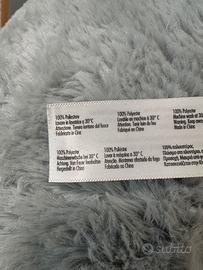 100% Poliestere
Lavare in lavatrice a 30°C
Attenzione. Tenere lontano dal fuoco
Fabbricato in Cina
100% Polyester
Lavable en machine à 30°C
Attention. Tenir loin du feu
Fabriqué en Chine
100% Polyester
Machine wash at 30°
Warning. Keep away
Made in China
100% Polyester
Maschinenwäsche bei 30° C
Achtung. Von Feuer
Hergestellt in China
100% Poliéster
Lavar a máquina a 30° C
Atención. Mantener alejado del fuego
Fabricado en China
100%
subito